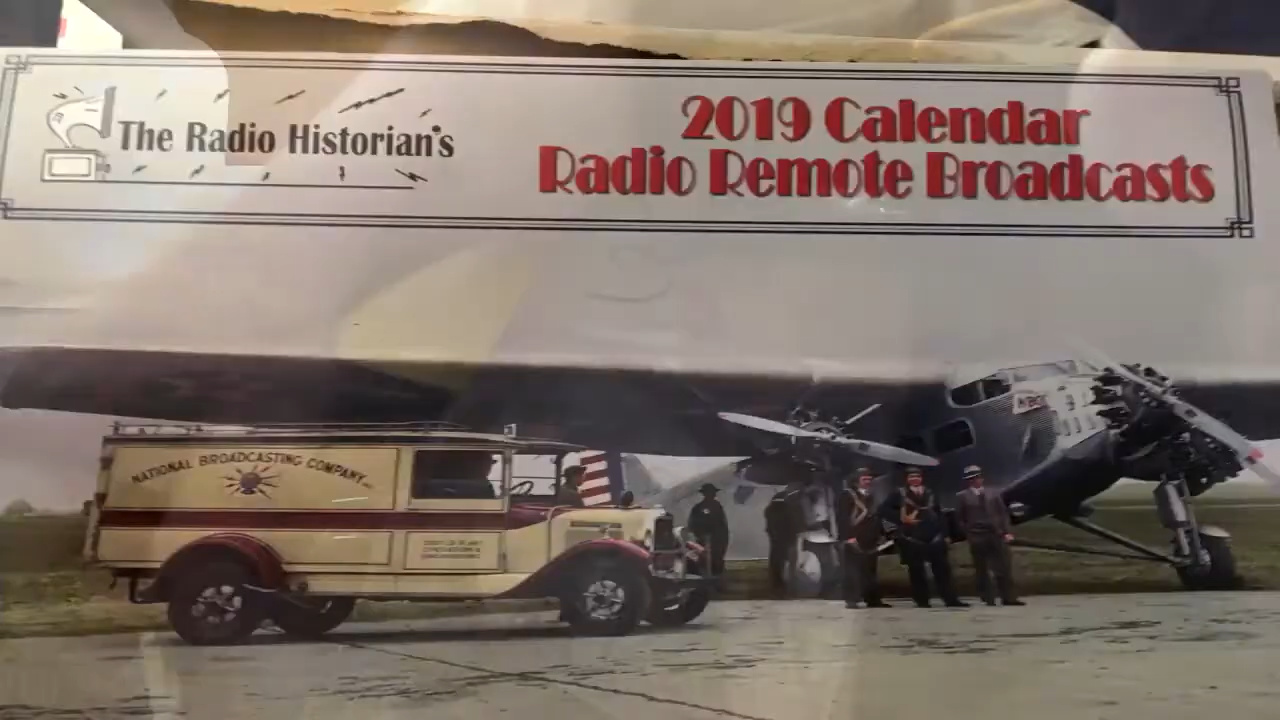 The Radio Historian's
2019 Calendar
Radio Remote Broadcasts
NATIONAL BROADCASTING COMPANY